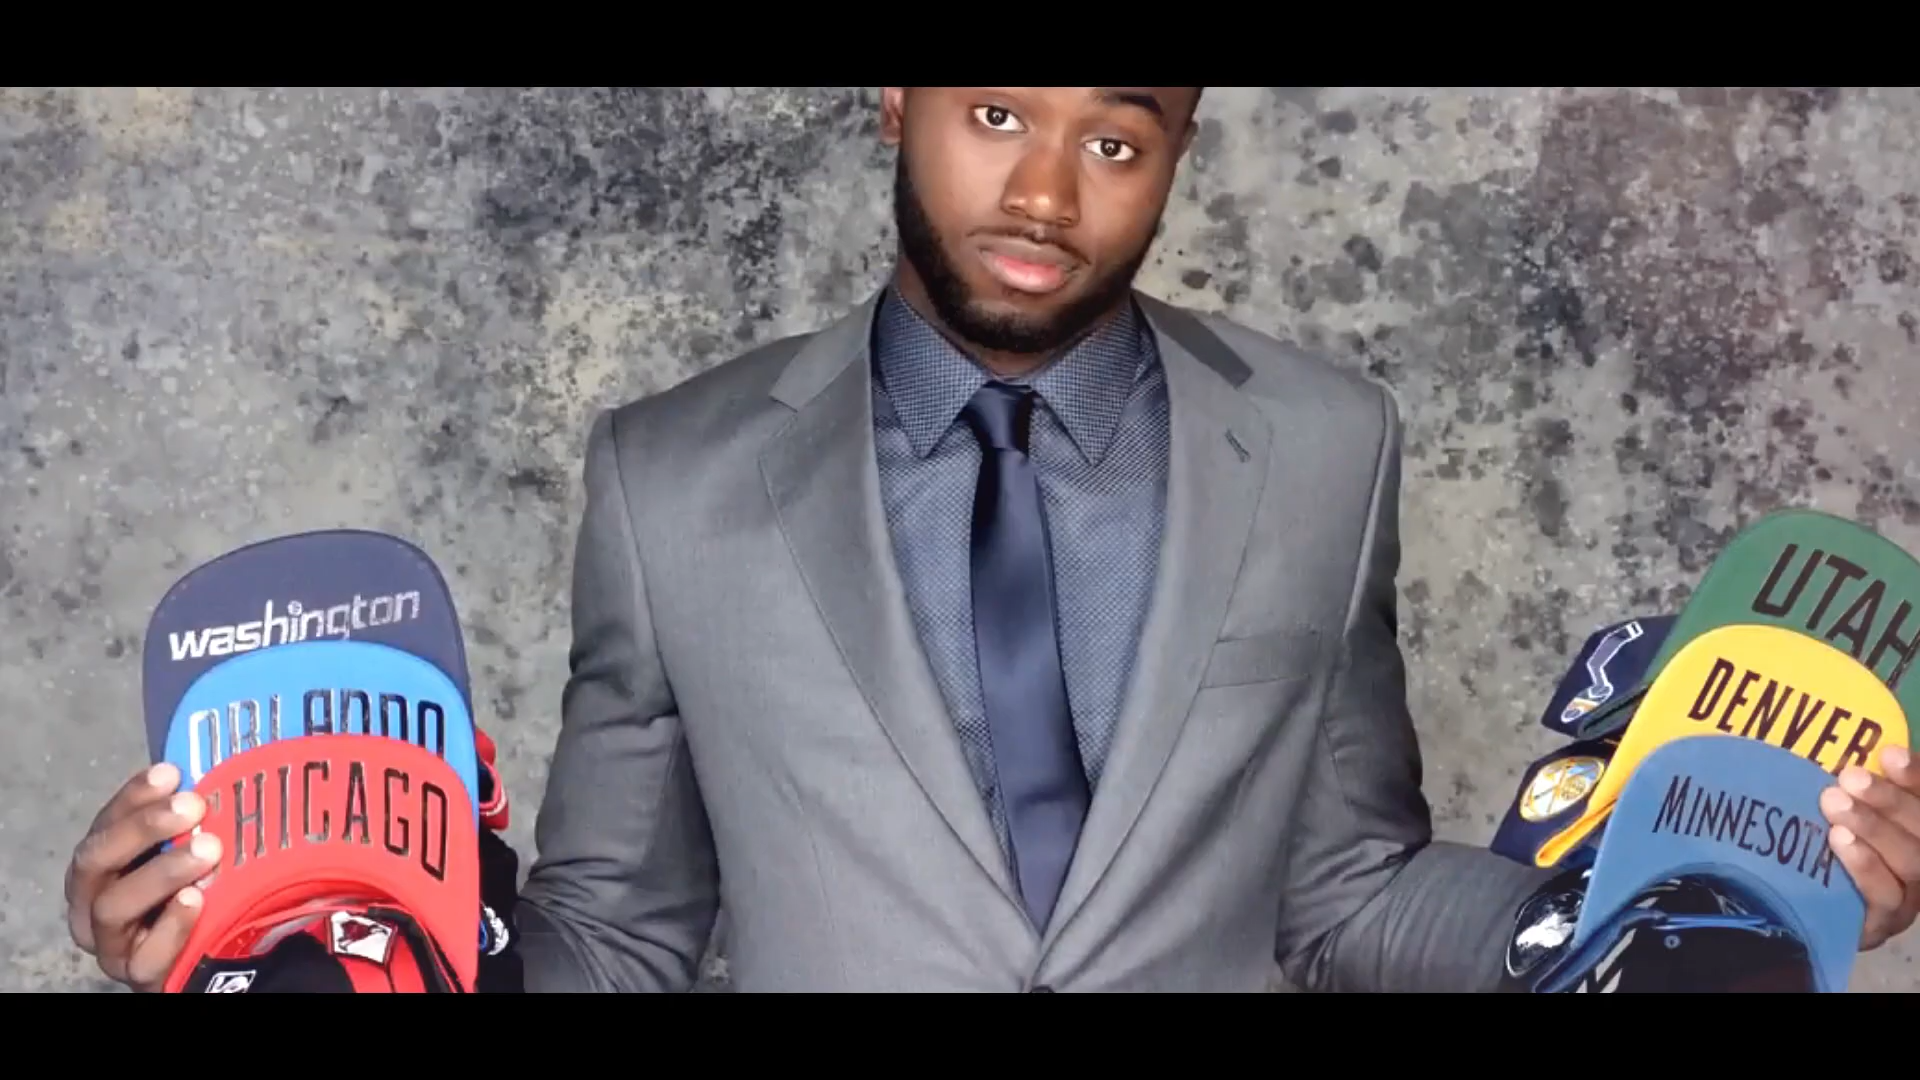 washington
ORLANDO
CHICAGO
UTAH
DENVER
MINNESOTA